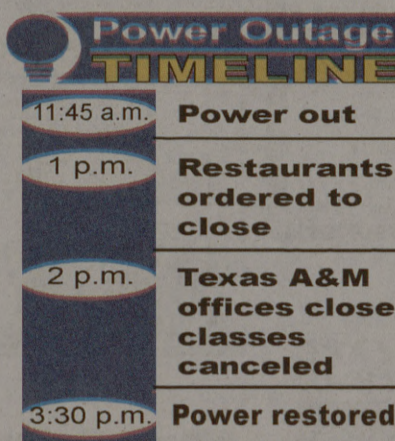 Power Outage
TIMELINE
11:45 a.m.
Power out
1 p.m.
Restaurants
ordered to
close
2 p.m.
Texas A&M
offices close
classes
canceled
3:30 p.m.
Power restored